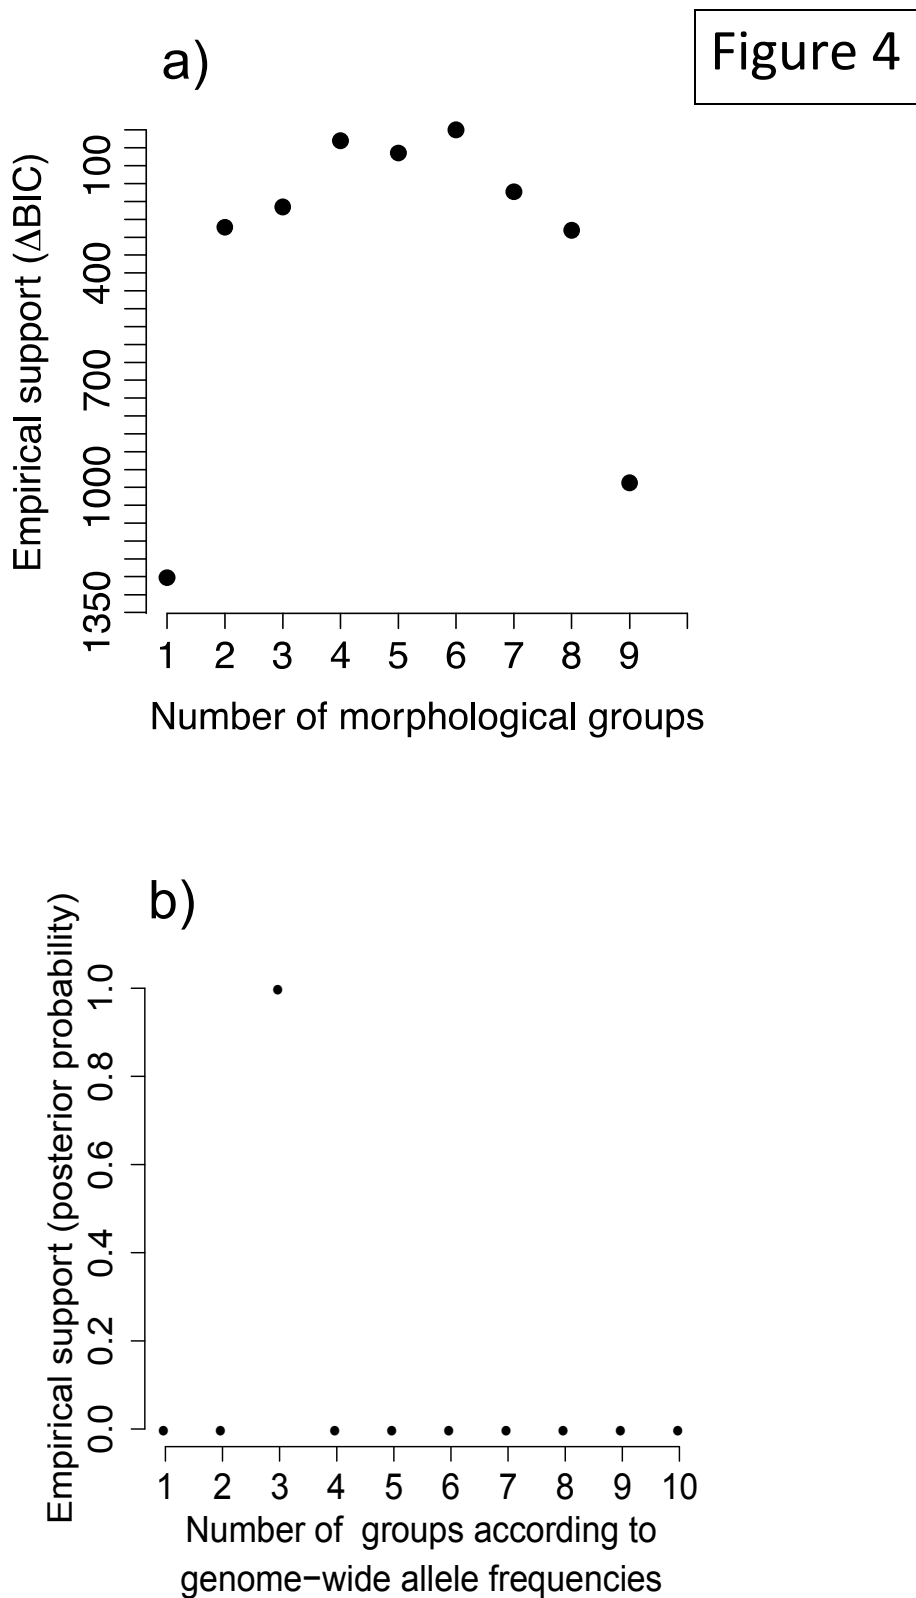 Figure 4
a)
Empirical support (ΔBIC)
100
400
700
1000
1350
1 2 3 4 5 6 7 8 9
Number of morphological groups
b)
Empirical support (posterior probability)
1.0
0.8
0.6
0.4
0.2
0.0
1 2 3 4 5 6 7 8 9 10
Number of groups according to
genome−wide allele frequencies